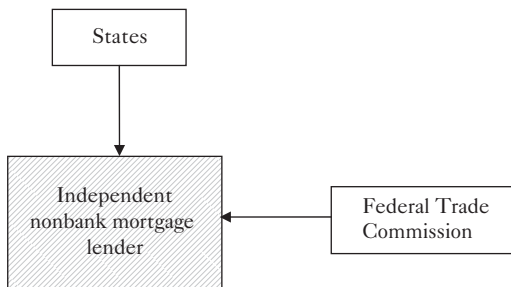 States
Independent
nonbank mortgage
lender
Federal Trade
Commission